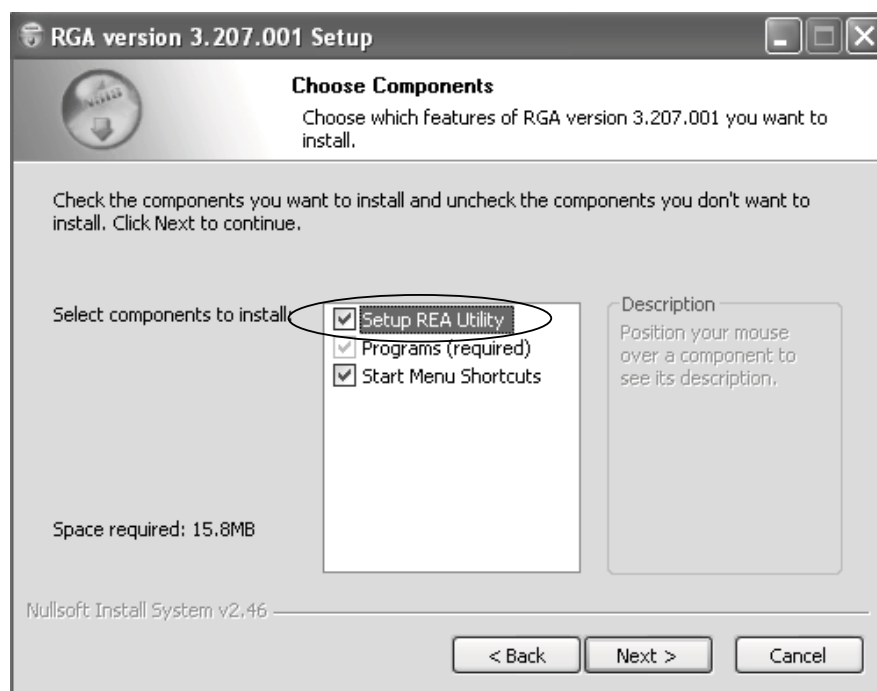 RGA version 3.207.001 Setup
Choose Components
Choose which features of RGA version 3.207.001 you want to
install.
Check the components you want to install and uncheck the components you don't want to
install. Click Next to continue.
Select components to install:
Setup REA Utility
Programs (required)
Start Menu Shortcuts
Description
Position your mouse
over a component to
see its description.
Space required: 15.8MB
Nullsoft Install System v2.46
< Back
Next >
Cancel